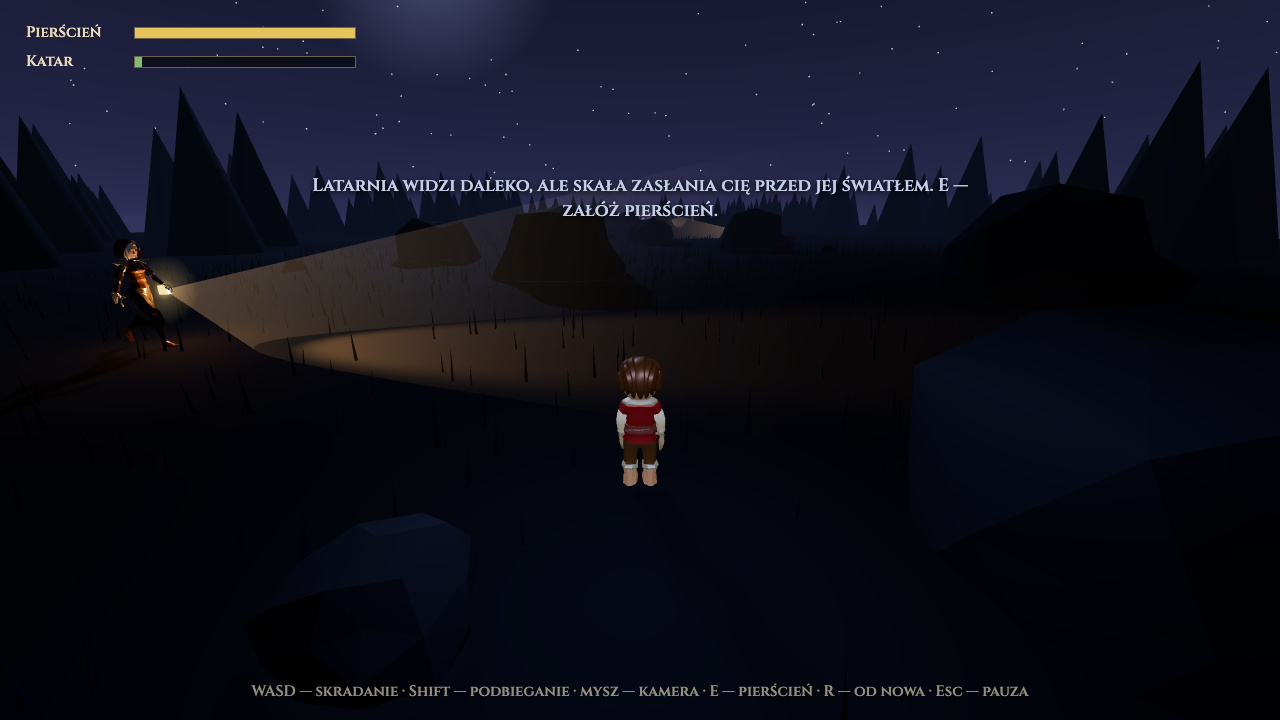 Pierścień
Katar
Latarnia widzi daleko, ale skała zasłania cię przed jej światłem. E —
załóż pierścień.
WASD — skradanie · Shift — podbieganie · mysz — kamera · E — pierścień · R — od nowa · Esc — pauza